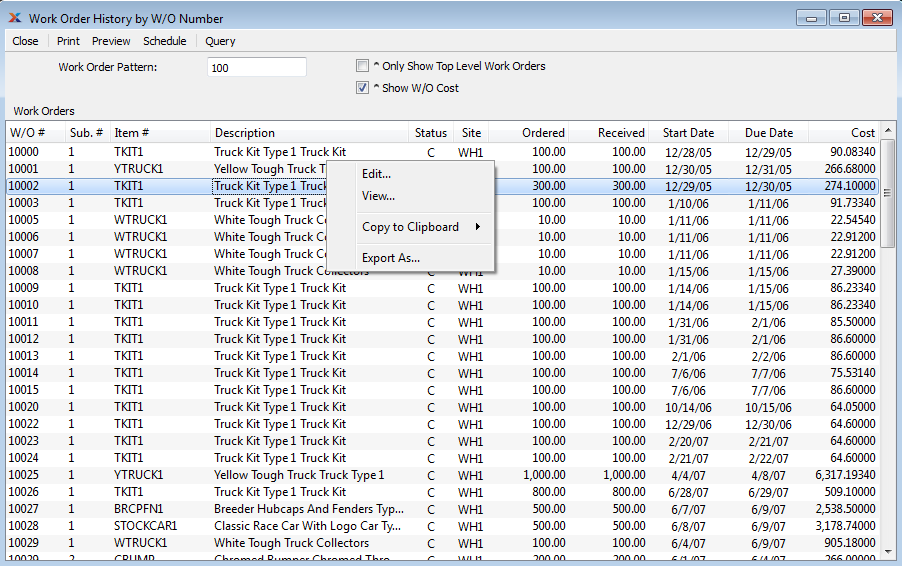 Work Order History by W/O Number
Close Print Preview Schedule Query
Work Order Pattern: 100 ^ Only Show Top Level Work Orders
^ Show W/O Cost
Work Orders
W/O # Sub. # Item # Description Status Site Ordered Received Start Date Due Date Cost
10000 1 TKIT1 Truck Kit Type 1 Truck Kit C WH1 100.00 100.00 12/28/05 12/29/05 90.08340
10001 1 YTRUCK1 Yellow Tough Truck T 100.00 100.00 12/30/05 12/31/05 266.68000
10002 1 TKIT1 Truck Kit Type 1 Truck 300.00 300.00 12/29/05 12/30/05 274.10000
10003 1 TKIT1 Truck Kit Type 1 Truck 100.00 100.00 1/10/06 1/11/06 91.73340
10005 1 WTRUCK1 White Tough Truck Co 10.00 10.00 1/11/06 1/11/06 22.54540
10006 1 WTRUCK1 White Tough Truck Co 10.00 10.00 1/11/06 1/11/06 22.91200
10007 1 WTRUCK1 White Tough Truck Co 10.00 10.00 1/11/06 1/11/06 22.91200
10008 1 WTRUCK1 White Tough Truck Collectors C WH1 10.00 10.00 1/15/06 1/15/06 27.39000
Edit...
View...
Copy to Clipboard
Export As...
10009 1 TKIT1 Truck Kit Type 1 Truck Kit C WH1 100.00 100.00 1/14/06 1/15/06 86.23340
10010 1 TKIT1 Truck Kit Type 1 Truck Kit C WH1 100.00 100.00 1/14/06 1/15/06 86.23340
10011 1 TKIT1 Truck Kit Type 1 Truck Kit C WH1 100.00 100.00 1/31/06 2/1/06 85.50000
10012 1 TKIT1 Truck Kit Type 1 Truck Kit C WH1 100.00 100.00 1/31/06 2/1/06 86.60000
10013 1 TKIT1 Truck Kit Type 1 Truck Kit C WH1 100.00 100.00 2/1/06 2/2/06 86.60000
10014 1 TKIT1 Truck Kit Type 1 Truck Kit C WH1 100.00 100.00 7/6/06 7/7/06 75.53140
10015 1 TKIT1 Truck Kit Type 1 Truck Kit C WH1 100.00 100.00 7/6/06 7/7/06 86.60000
10020 1 TKIT1 Truck Kit Type 1 Truck Kit C WH1 100.00 100.00 10/14/06 10/15/06 64.05000
10022 1 TKIT1 Truck Kit Type 1 Truck Kit C WH1 100.00 100.00 12/29/06 12/30/06 64.60000
10023 1 TKIT1 Truck Kit Type 1 Truck Kit C WH1 100.00 100.00 2/20/07 2/21/07 64.60000
10024 1 TKIT1 Truck Kit Type 1 Truck Kit C WH1 100.00 100.00 2/21/07 2/22/07 64.60000
10025 1 YTRUCK1 Yellow Tough Truck Truck Type 1 C WH1 1,000.00 1,000.00 4/4/07 4/8/07 6,317.19340
10026 1 TKIT1 Truck Kit Type 1 Truck Kit C WH1 800.00 800.00 6/28/07 6/29/07 509.10000
10027 1 BRCPFN1 Breeder Hubcaps And Fenders Typ... C WH1 500.00 500.00 6/7/07 6/9/07 2,538.50000
10028 1 STOCKCAR1 Classic Race Car With Logo Car Ty... C WH1 500.00 500.00 6/8/07 6/9/07 3,178.74000
10029 1 WTRUCK1 White Tough Truck Collectors C WH1 100.00 100.00 6/4/07 6/9/07 905.18000
10029 2 CBUMP Chromed Bumper Chromed Thro... C WH1 200.00 200.00 6/4/07 6/4/07 266.00000